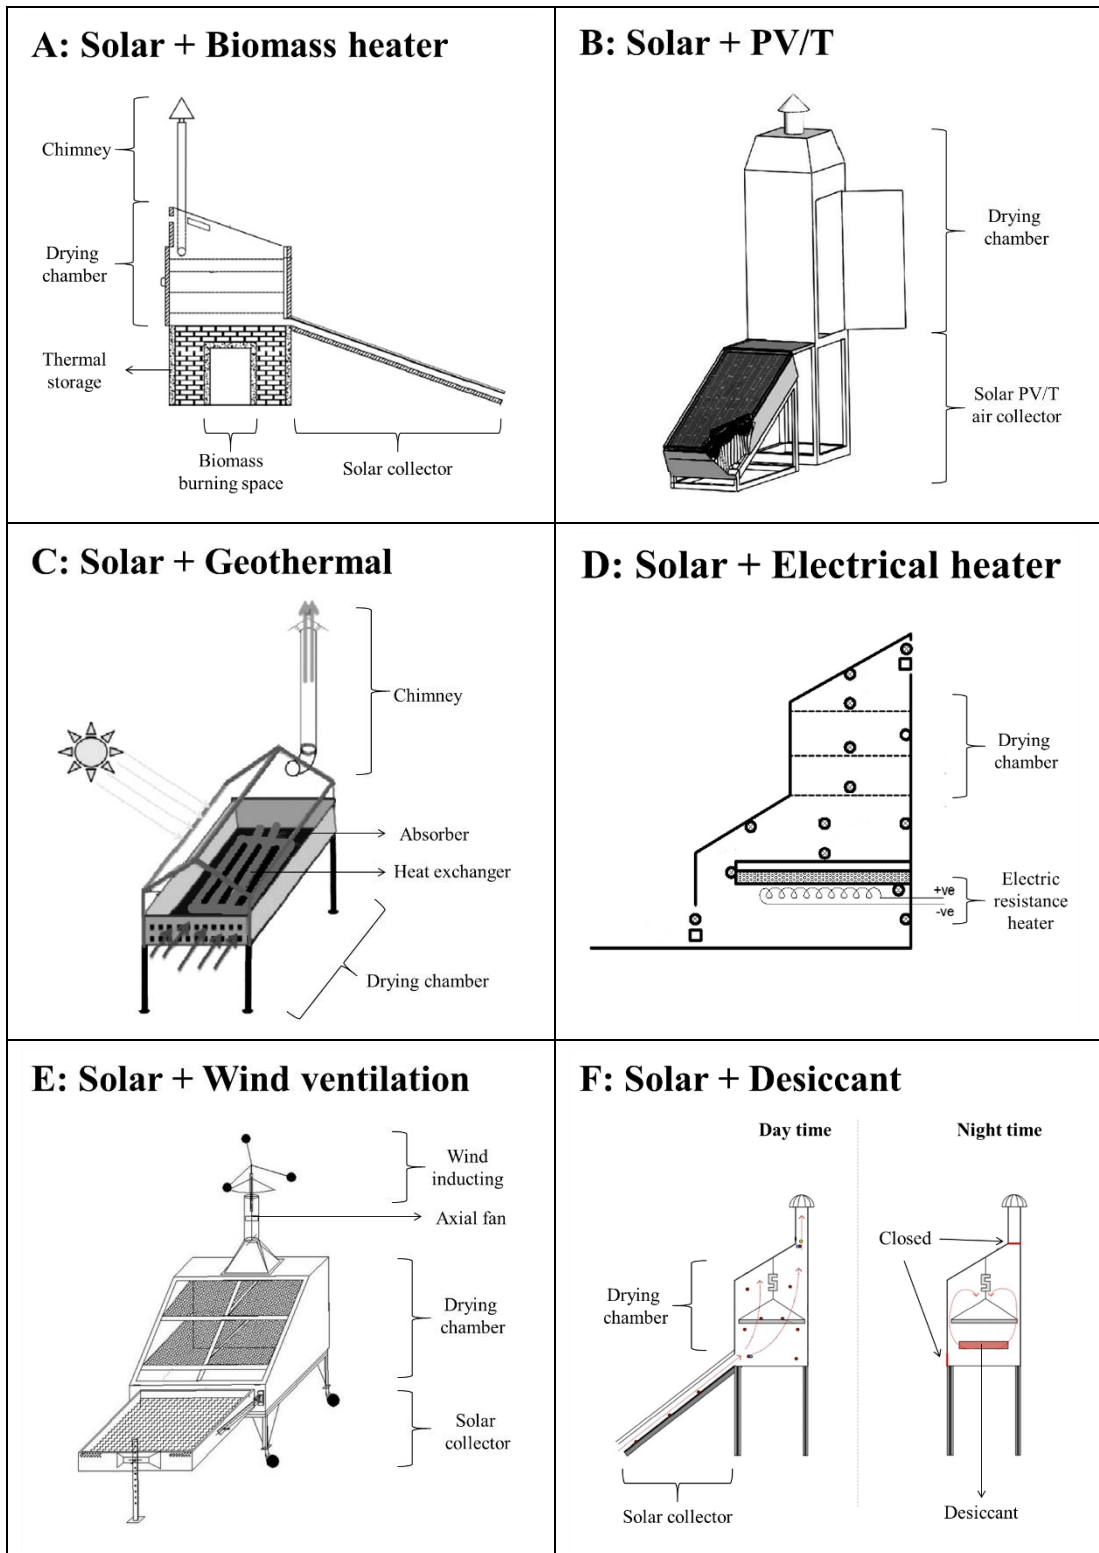 A: Solar + Biomass heater
Chimney
Drying
chamber
Thermal
storage
Biomass
burning space
Solar collector
B: Solar + PV/T
Drying
chamber
Solar PV/T
air collector
C: Solar + Geothermal
Chimney
Absorber
Heat exchanger
Drying chamber
D: Solar + Electrical heater
Drying
chamber
+ve
-ve
Electric
resistance
heater
E: Solar + Wind ventilation
Wind
inducting
Axial fan
Drying
chamber
Solar
collector
F: Solar + Desiccant
Day time
Night time
Closed
Drying
chamber
Solar collector
Desiccant